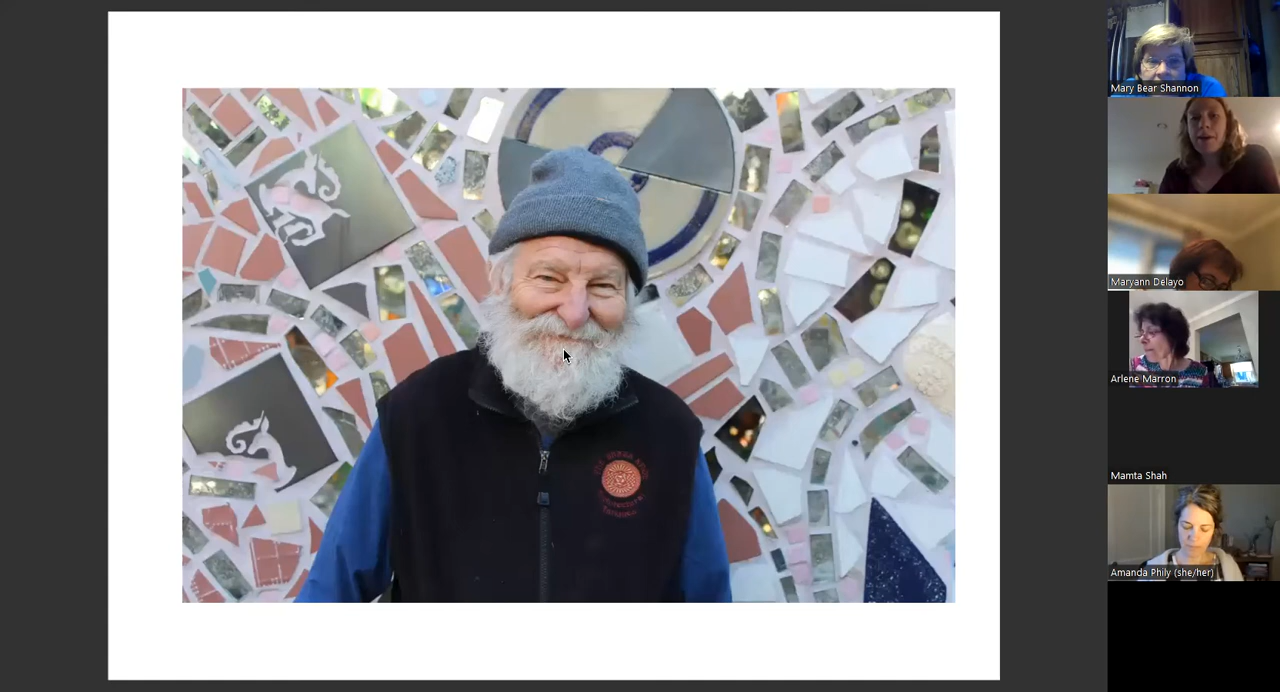 Mary Bear Shannon
Maryann Delayo
Arlene Marron
Mamta Shah
Amanda Phily (she/her)